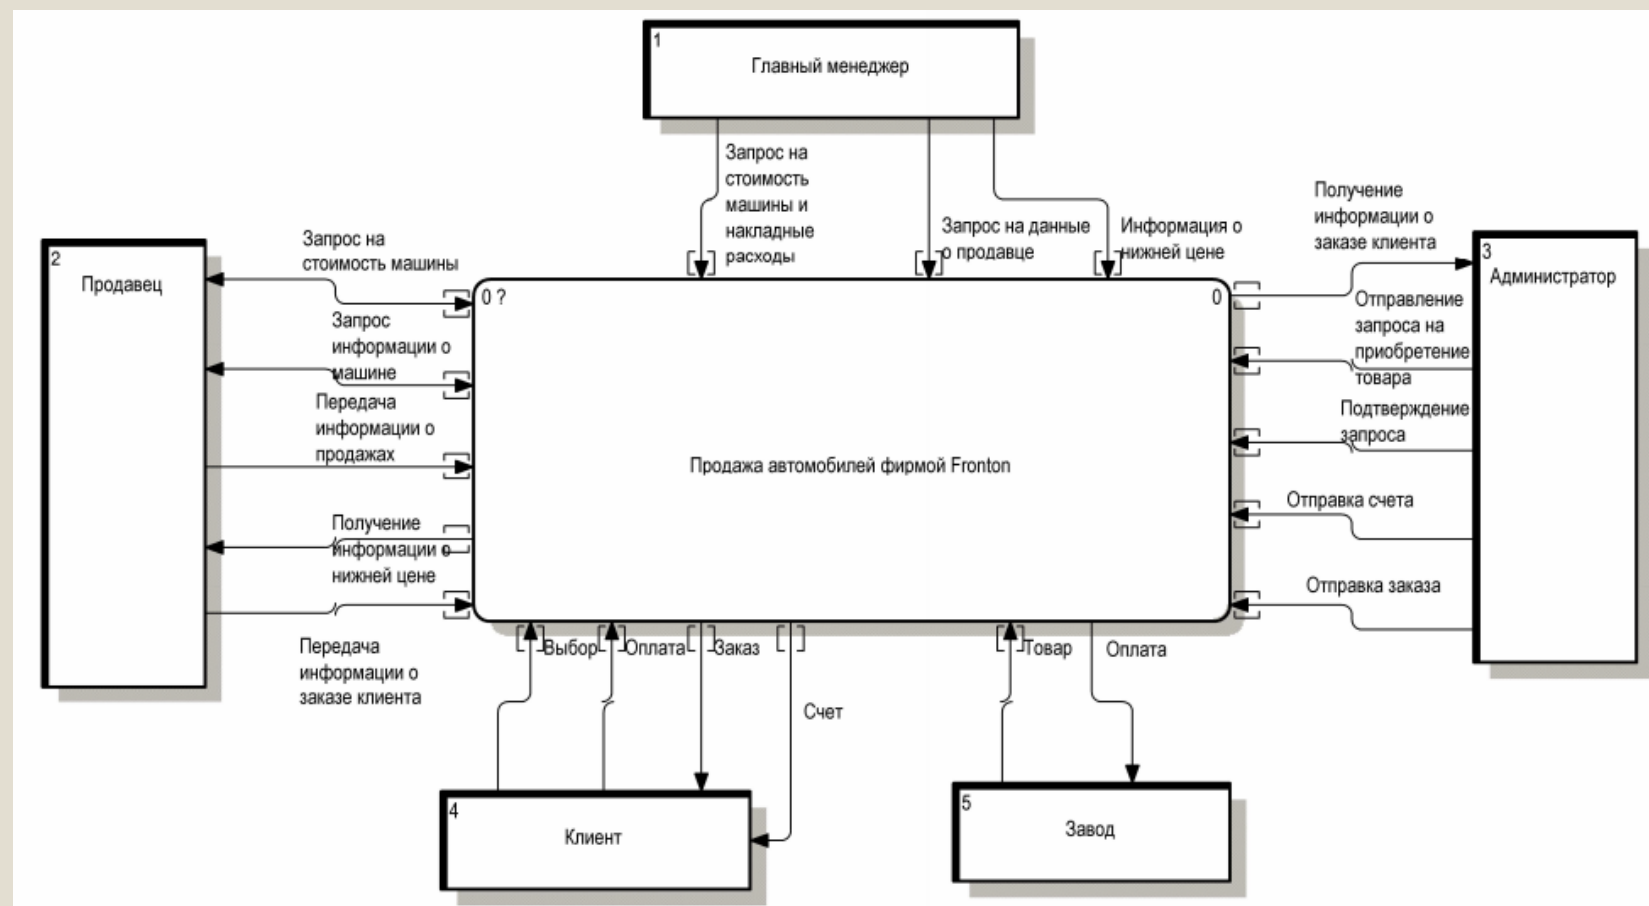 1
Главный менеджер
Запрос на
стоимость
машины и
накладные
расходы
Запрос на данные
о продавце
Информация о
нижней цене
2
Продавец
Запрос на
стоимость машины
Запрос
информации о
машине
Передача
информации о
продажах
Получение
информации о
нижней цене
Передача
информации о
заказе клиента
0 ?
0
Продажа автомобилей фирмой Fronton
Получение
информации о
заказе клиента
Отправление
запроса на
приобретение
товара
Подтверждение
запроса
Отправка счета
Отправка заказа
3
Администратор
Выбор
Оплата
Заказ
Счет
Товар
Оплата
4
Клиент
5
Завод